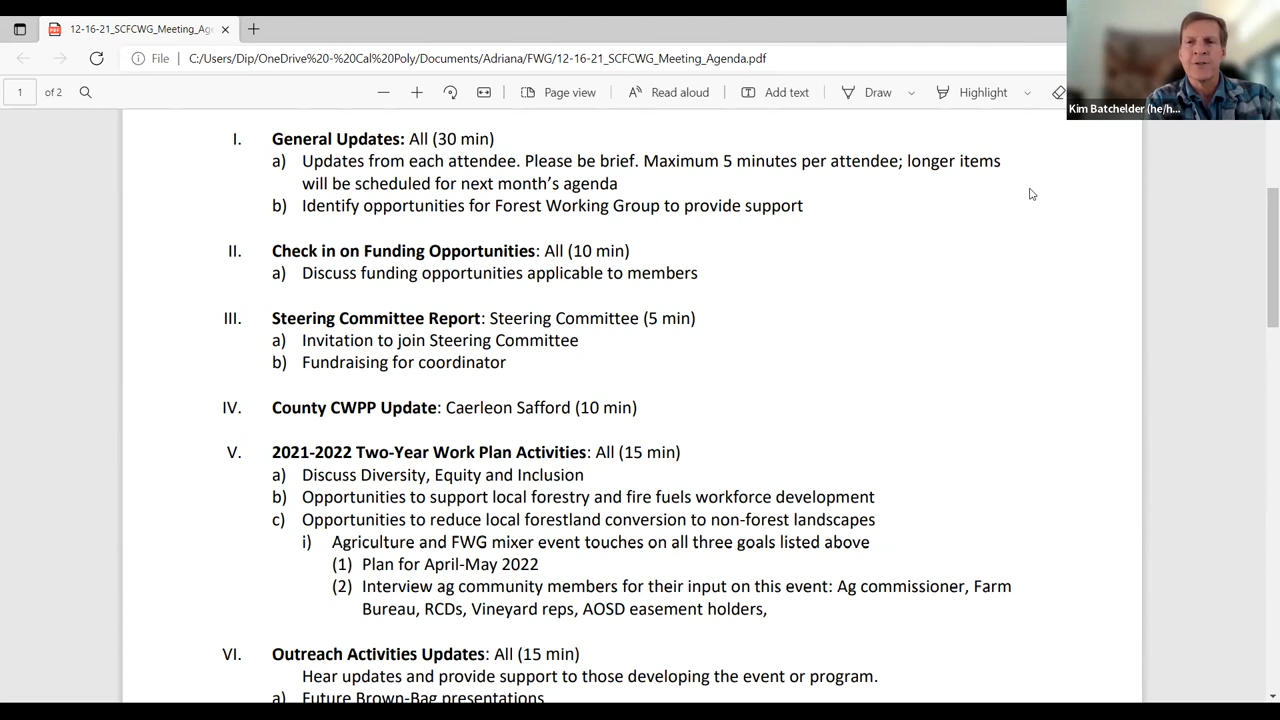 12-16-21_SCFCWG_Meeting_Age
File C:/Users/Dip/OneDrive%20-%20Cal%20Poly/Documents/Adriana/FWG/12-16-21_SCFCWG_Meeting_Agenda.pdf
1 of 2 Page view Read aloud Add text Draw Highlight
Kim Batchelder (he/h...
I. General Updates: All (30 min)
a) Updates from each attendee. Please be brief. Maximum 5 minutes per attendee; longer items
will be scheduled for next month's agenda
b) Identify opportunities for Forest Working Group to provide support
II. Check in on Funding Opportunities: All (10 min)
a) Discuss funding opportunities applicable to members
III. Steering Committee Report: Steering Committee (5 min)
a) Invitation to join Steering Committee
b) Fundraising for coordinator
IV. County CWPP Update: Caerleon Safford (10 min)
V. 2021-2022 Two-Year Work Plan Activities: All (15 min)
a) Discuss Diversity, Equity and Inclusion
b) Opportunities to support local forestry and fire fuels workforce development
c) Opportunities to reduce local forestland conversion to non-forest landscapes
i) Agriculture and FWG mixer event touches on all three goals listed above
(1) Plan for April-May 2022
(2) Interview ag community members for their input on this event: Ag commissioner, Farm
Bureau, RCDs, Vineyard reps, AOSD easement holders,
VI. Outreach Activities Updates: All (15 min)
Hear updates and provide support to those developing the event or program.
a) Future Brown-Bag presentations